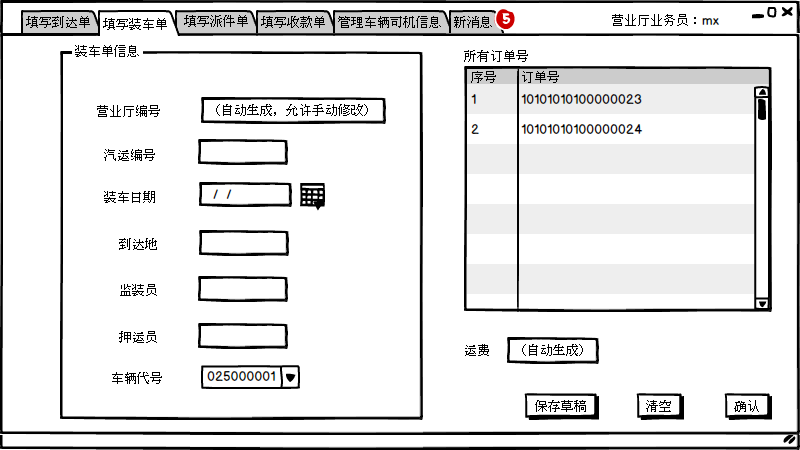 填写到达单 填写装车单 填写派件单 填写收款单 管理车辆司机信息 新消息 5 营业厅业务员：mx
装车单信息
营业厅编号 （自动生成，允许手动修改）
汽运编号
装车日期 / /
到达地
监装员
押运员
车辆代号 025000001
所有订单号
序号 订单号
1 10101010100000023
2 10101010100000024
运费 （自动生成）
保存草稿 清空 确认